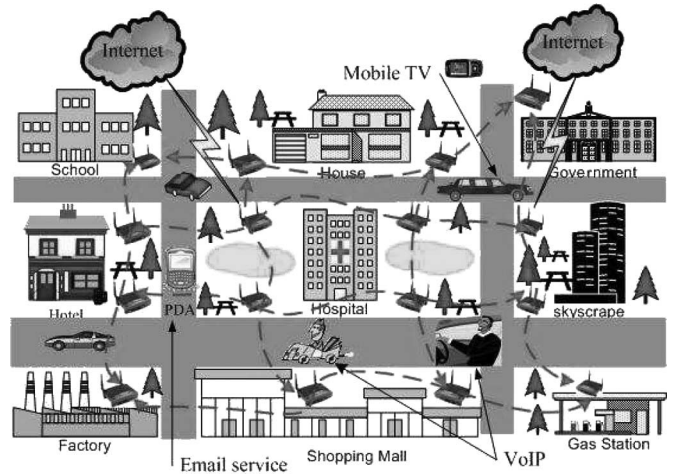 Internet
Internet
Mobile TV
School
House
Government
Hotel
PDA
Hospital
skyscrape
Factory
Email service
Shopping Mall
VoIP
Gas Station